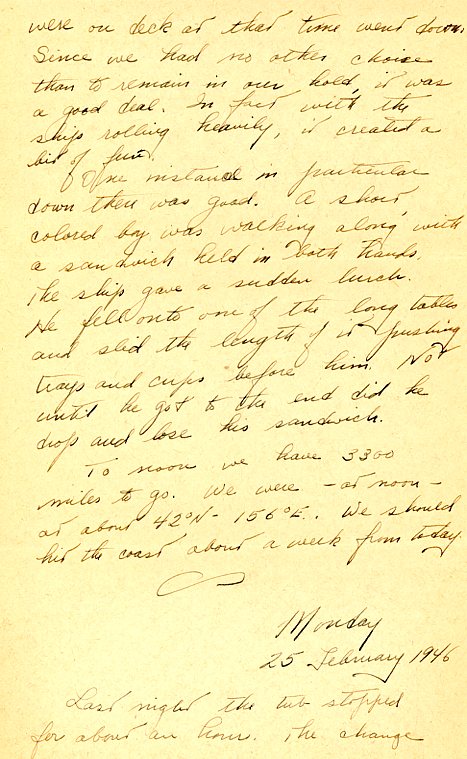 were on deck at that time went down.
Since we had no other choice
than to remain in our hold, it was
a good deal. In fact with the
ship rolling heavily, it created a
bit of fun.
One instance in particular
down then was good. A short
colored boy was walking along with
a sandwich held in both hands.
The ship gave a sudden lurch.
He fell onto one of the long tables
and slid the length of it pushing
trays and cups before him. Not
until he got to the end did he
drop and lose his sandwich.
To noon we have 3300
miles to go. We were - at noon -
at about 42°N - 156°E. We should
hit the coast about a week from today.
Monday
25 February 1946
Last night the tub stopped
for about an hour. The change